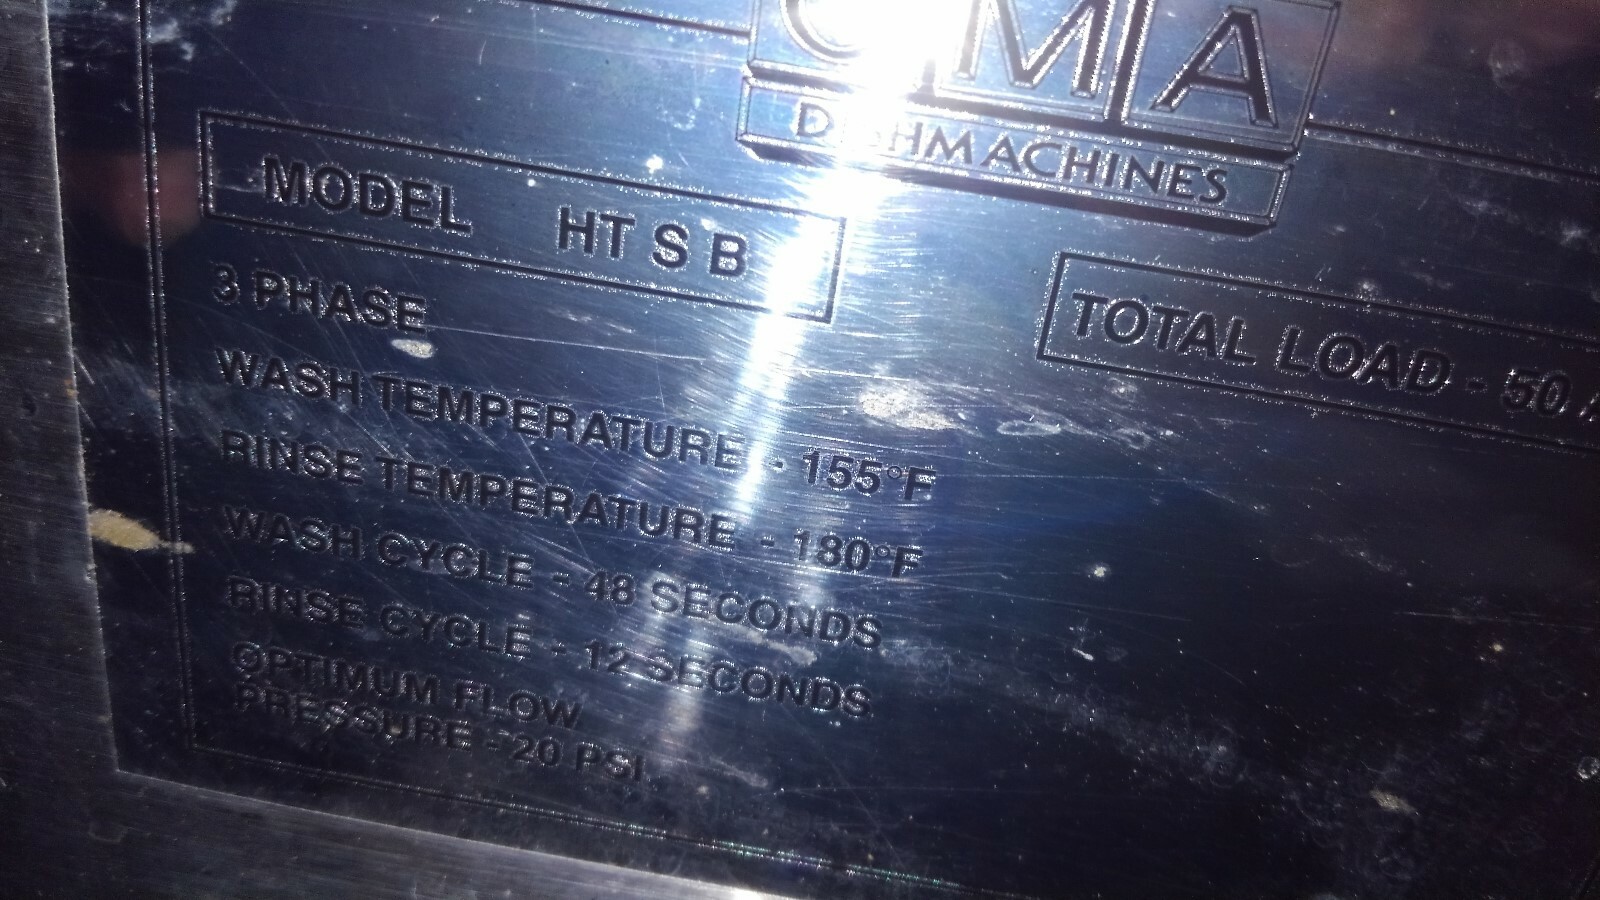 CMA
DISHMACHINES
MODEL HT S B
3 PHASE
TOTAL LOAD - 50 A
WASH TEMPERATURE - 155°F
RINSE TEMPERATURE - 180°F
WASH CYCLE - 48 SECONDS
RINSE CYCLE - 12 SECONDS
OPTIMUM FLOW
PRESSURE - 20 PSI.